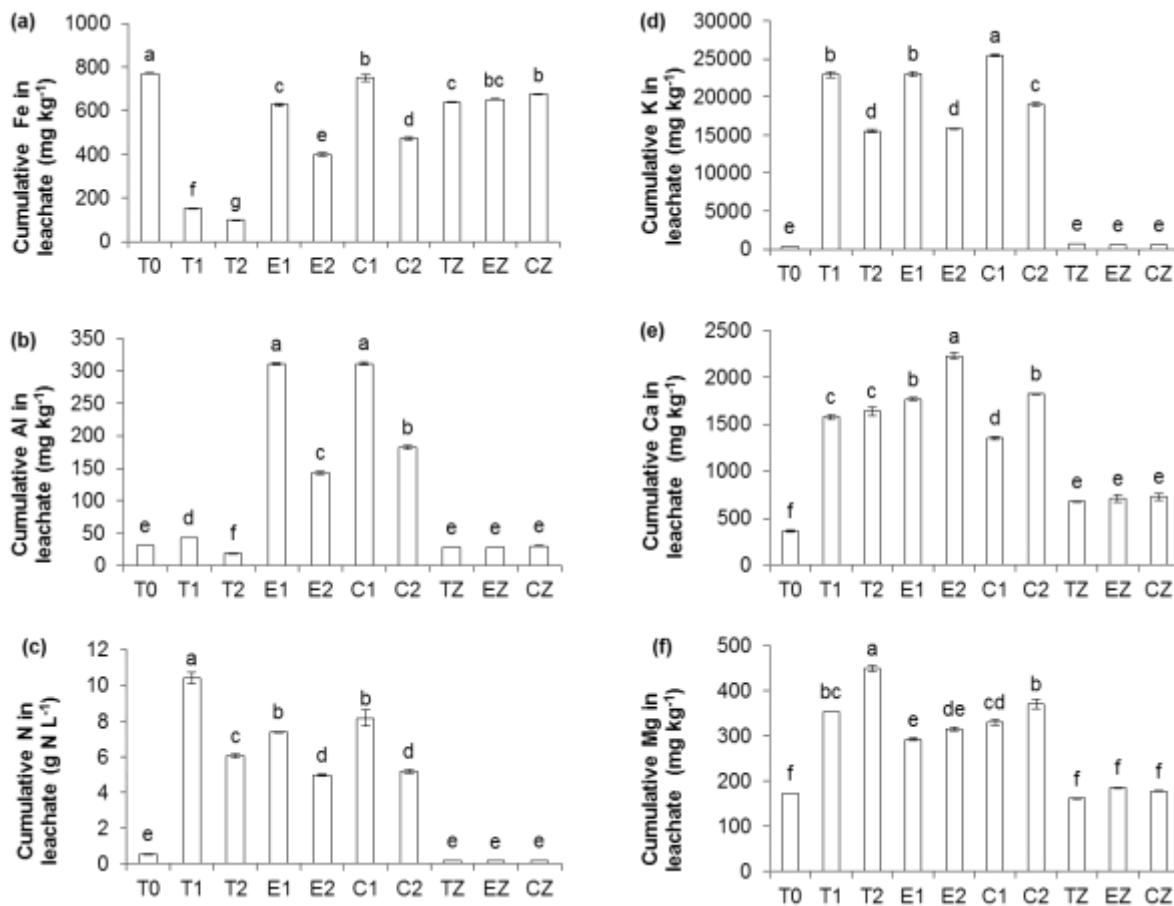 (a)
Cumulative Fe in
leachate (mg kg⁻¹)
1000
800
600
400
200
0
a
f
g
c
e
b
d
c
bc
b
T0 T1 T2 E1 E2 C1 C2 TZ EZ CZ
(b)
Cumulative Al in
leachate (mg kg⁻¹)
350
300
250
200
150
100
50
0
e
d
f
a
c
a
b
e
e
e
T0 T1 T2 E1 E2 C1 C2 TZ EZ CZ
(c)
Cumulative N in
leachate (g N L⁻¹)
12
10
8
6
4
2
0
e
a
c
b
d
b
d
e
e
e
T0 T1 T2 E1 E2 C1 C2 TZ EZ CZ
(d)
Cumulative K in
leachate (mg kg⁻¹)
30000
25000
20000
15000
10000
5000
0
e
b
d
b
d
a
c
e
e
e
T0 T1 T2 E1 E2 C1 C2 TZ EZ CZ
(e)
Cumulative Ca in
leachate (mg kg⁻¹)
2500
2000
1500
1000
500
0
f
c
c
b
a
d
b
e
e
e
T0 T1 T2 E1 E2 C1 C2 TZ EZ CZ
(f)
Cumulative Mg in
leachate (mg kg⁻¹)
500
400
300
200
100
0
f
bc
a
e
de
cd
b
f
f
f
T0 T1 T2 E1 E2 C1 C2 TZ EZ CZ